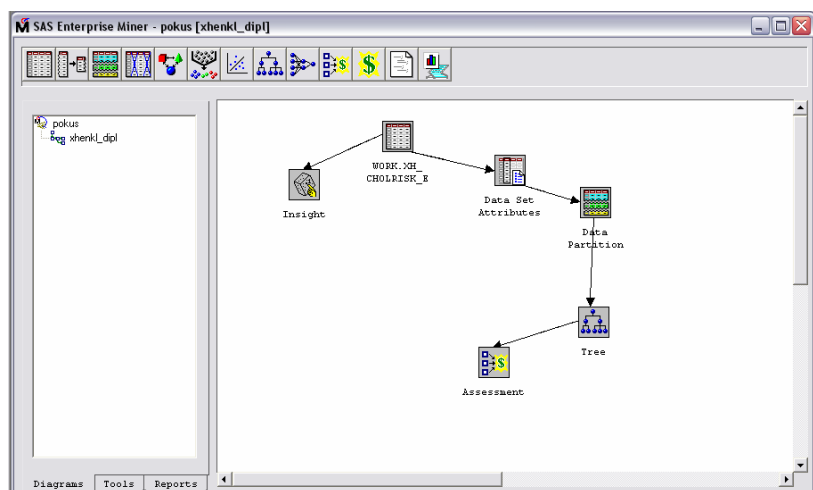 SAS Enterprise Miner - pokus [xhenkl_dipl]
pokus
xhenkl_dipl
WORK.XH_
CHOLRISK_E
Insight
Data Set
Attributes
Data
Partition
Tree
Assessment
Diagrams
Tools
Reports